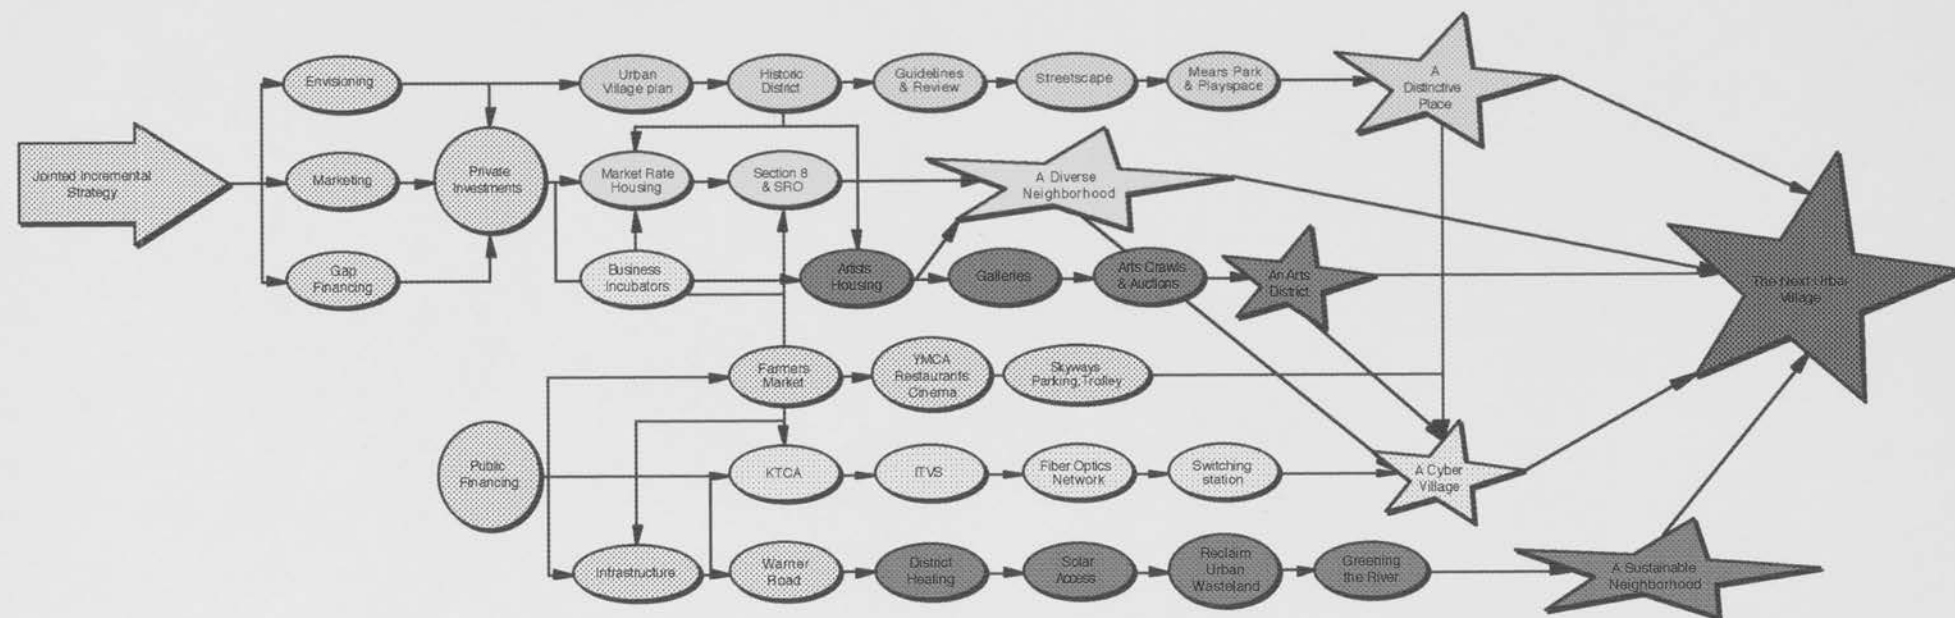 Envisioning
Urban
Village plan
Historic
District
Guidelines
& Review
Streetscape
Mears Park
& Playspace
A
Distinctive
Place
Jointed Incremental
Strategy
Marketing
Private
Investments
Market Rate
Housing
Section 8
& SRO
A Diverse
Neighborhood
Gap
Financing
Business
Incubators
Artists
Housing
Galleries
Arts Crawls
& Auctions
An Arts
District
The Next Urban
Village
Farmers
Market
YMCA
Restaurants
Cinema
Skyways
Parking, Trolley
Public
Financing
KTCA
ITVS
Fiber Optics
Network
Switching
station
A Cyber
Village
Infrastructure
Warner
Road
District
Heating
Solar
Access
Reclaim
Urban
Wasteland
Greening
the River
A Sustainable
Neighborhood